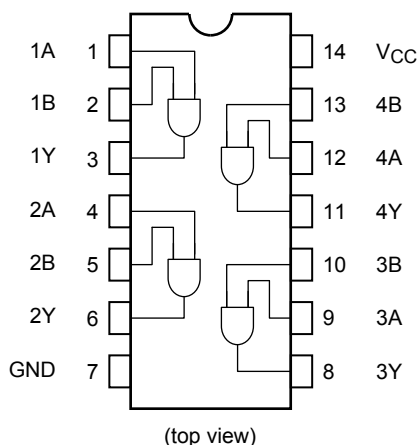 1A 1 14 VCC
1B 2 13 4B
1Y 3 12 4A
2A 4 11 4Y
2B 5 10 3B
2Y 6 9 3A
GND 7 8 3Y
(top view)